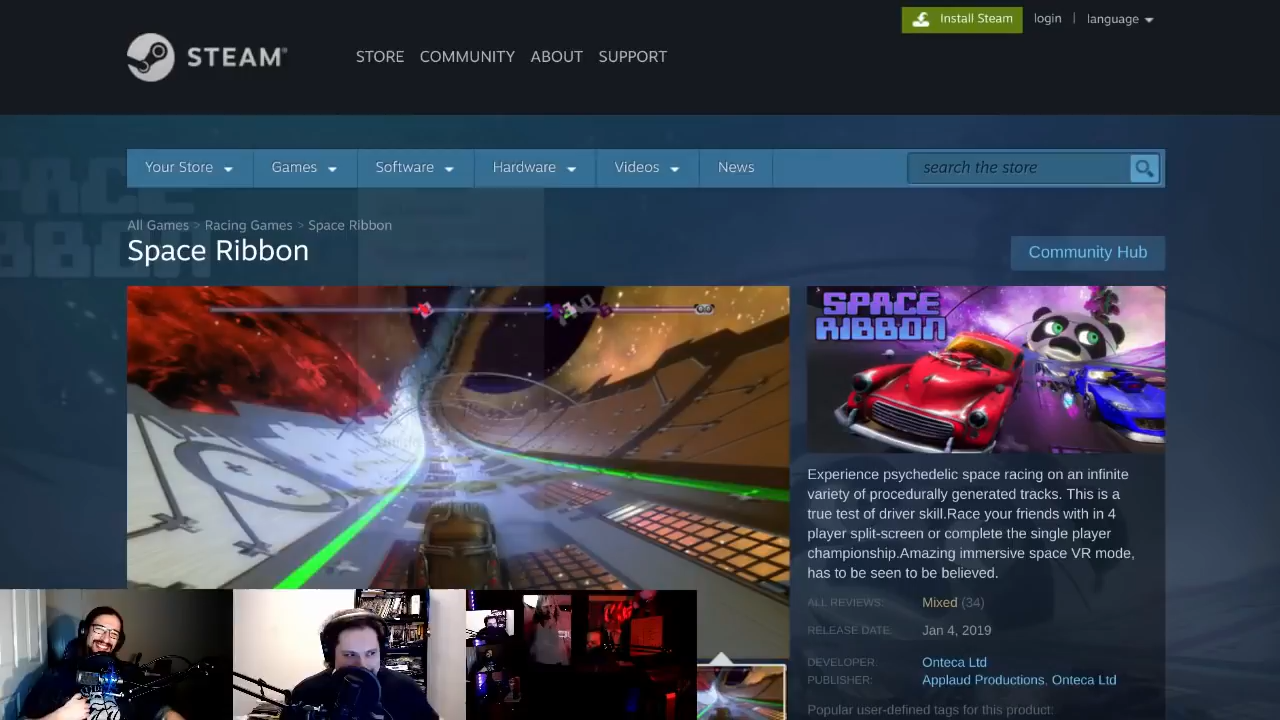 Install Steam
login
language
STEAM®
STORE
COMMUNITY
ABOUT
SUPPORT
Your Store
Games
Software
Hardware
Videos
News
search the store
All Games > Racing Games > Space Ribbon
Space Ribbon
Community Hub
SPACE
RIBBON
Experience psychedelic space racing on an infinite
variety of procedurally generated tracks. This is a
true test of driver skill.Race your friends with in 4
player split-screen or complete the single player
championship.Amazing immersive space VR mode,
has to be seen to be believed.
ALL REVIEWS: Mixed (34)
RELEASE DATE: Jan 4, 2019
DEVELOPER: Onteca Ltd
PUBLISHER: Applaud Productions, Onteca Ltd
Popular user-defined tags for this product: